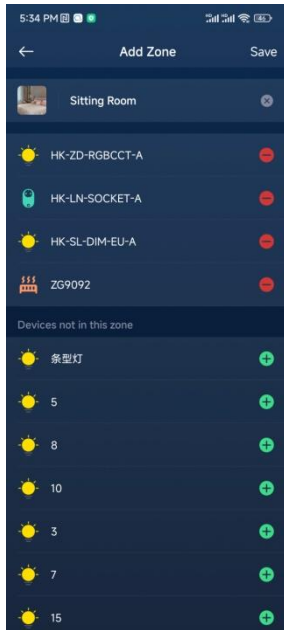 5:34 PM
Add Zone
Save
Sitting Room
HK-ZD-RGBCCT-A
HK-LN-SOCKET-A
HK-SL-DIM-EU-A
ZG9092
Devices not in this zone
条型灯
5
8
10
3
7
15